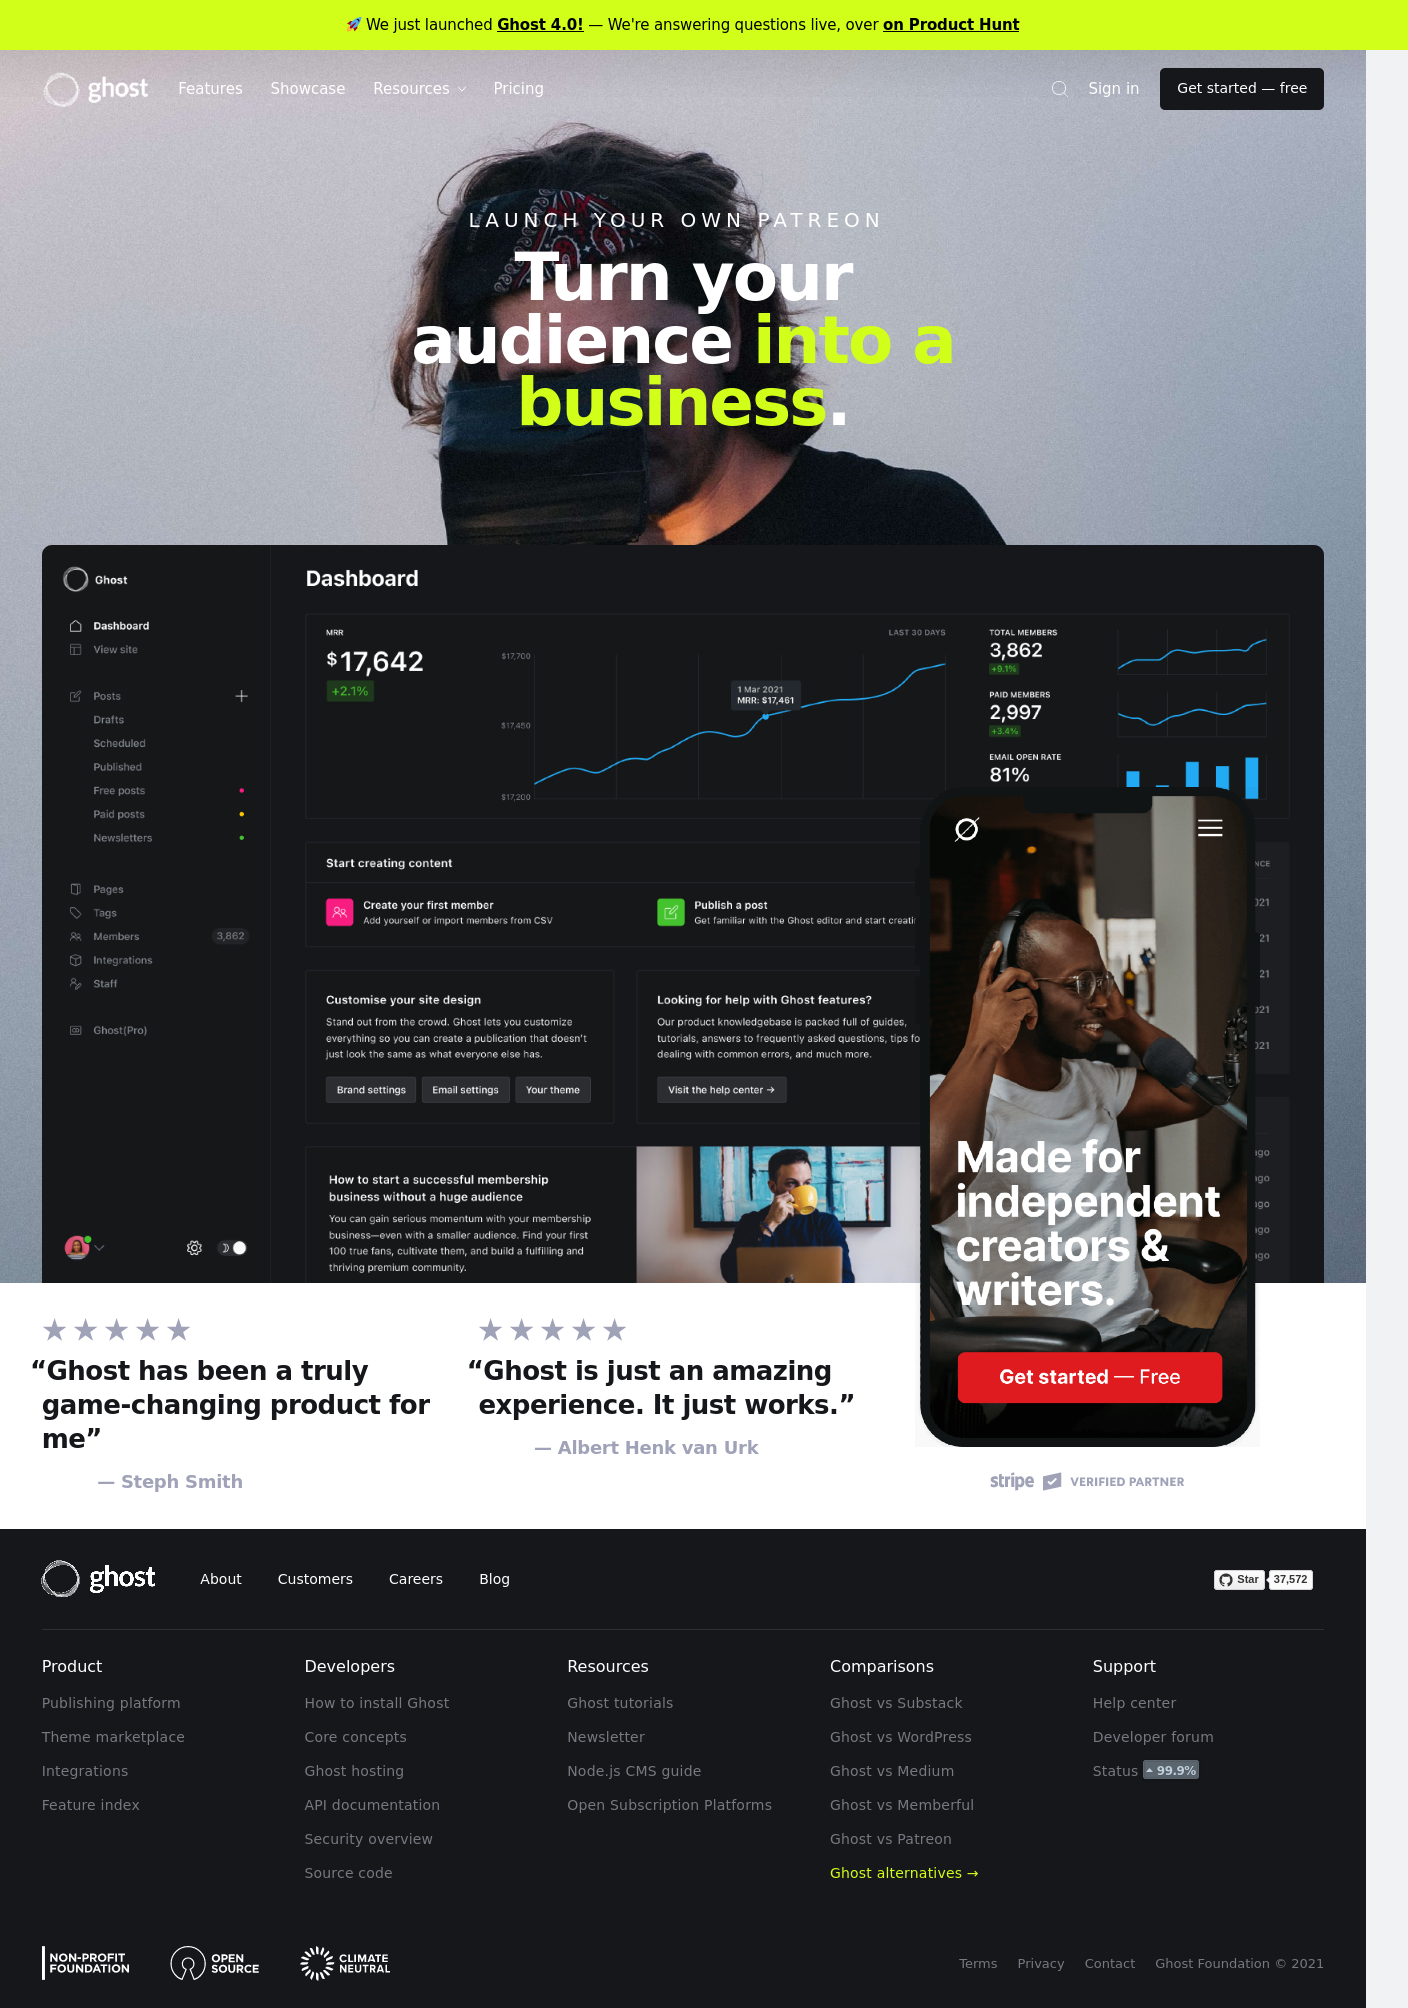 🚀 We just launched Ghost 4.0! — We're answering questions live, over on Product Hunt
ghost
Features
Showcase
Resources
Pricing
Sign in
Get started — free
LAUNCH YOUR OWN PATREON
Turn your
audience into a
business.
Ghost
Dashboard
View site
Posts
Drafts
Scheduled
Published
Free posts
Paid posts
Newsletters
Pages
Tags
Members 3,862
Integrations
Staff
Ghost(Pro)
Dashboard
MRR
$17,642
+2.1%
LAST 30 DAYS
$17,700
$17,450
$17,200
1 Mar 2021
MRR: $17,461
TOTAL MEMBERS
3,862
+9.1%
PAID MEMBERS
2,997
+3.4%
EMAIL OPEN RATE
81%
Start creating content
Create your first member
Add yourself or import members from CSV
Publish a post
Get familiar with the Ghost editor and start
Customise your site design
Stand out from the crowd. Ghost lets you customize
everything so you can create a publication that doesn't
just look the same as what everyone else has.
Brand settings
Email settings
Your theme
Looking for help with Ghost features?
Our product knowledgebase is packed full of guides,
tutorials, answers to frequently asked questions, tips fo
dealing with common errors, and much more.
Visit the help center →
How to start a successful membership
business without a huge audience
You can gain serious momentum with your membership
business—even with a smaller audience. Find your first
100 true fans, cultivate them, and build a fulfilling and
thriving premium community.
NCE
021
021
21
21
021
021
ago
ago
ago
ago
ago
Made for
independent
creators &
writers.
Get started — Free
★★★★★
“Ghost has been a truly
game-changing product for
me”
— Steph Smith
★★★★★
“Ghost is just an amazing
experience. It just works.”
— Albert Henk van Urk
stripe VERIFIED PARTNER
ghost
About
Customers
Careers
Blog
Star 37,572
Product
Publishing platform
Theme marketplace
Integrations
Feature index
Developers
How to install Ghost
Core concepts
Ghost hosting
API documentation
Security overview
Source code
Resources
Ghost tutorials
Newsletter
Node.js CMS guide
Open Subscription Platforms
Comparisons
Ghost vs Substack
Ghost vs WordPress
Ghost vs Medium
Ghost vs Memberful
Ghost vs Patreon
Ghost alternatives →
Support
Help center
Developer forum
Status 99.9%
NON-PROFIT
FOUNDATION
OPEN
SOURCE
CLIMATE
NEUTRAL
Terms
Privacy
Contact
Ghost Foundation © 2021